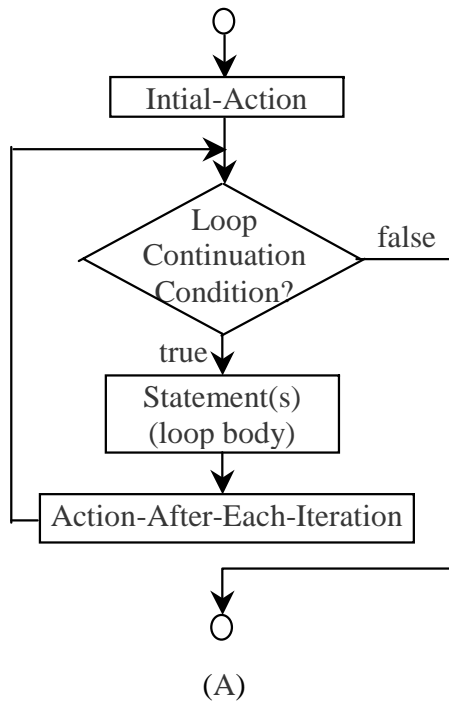 Intial-Action
Loop
Continuation
Condition?
false
true
Statement(s)
(loop body)
Action-After-Each-Iteration
(A)